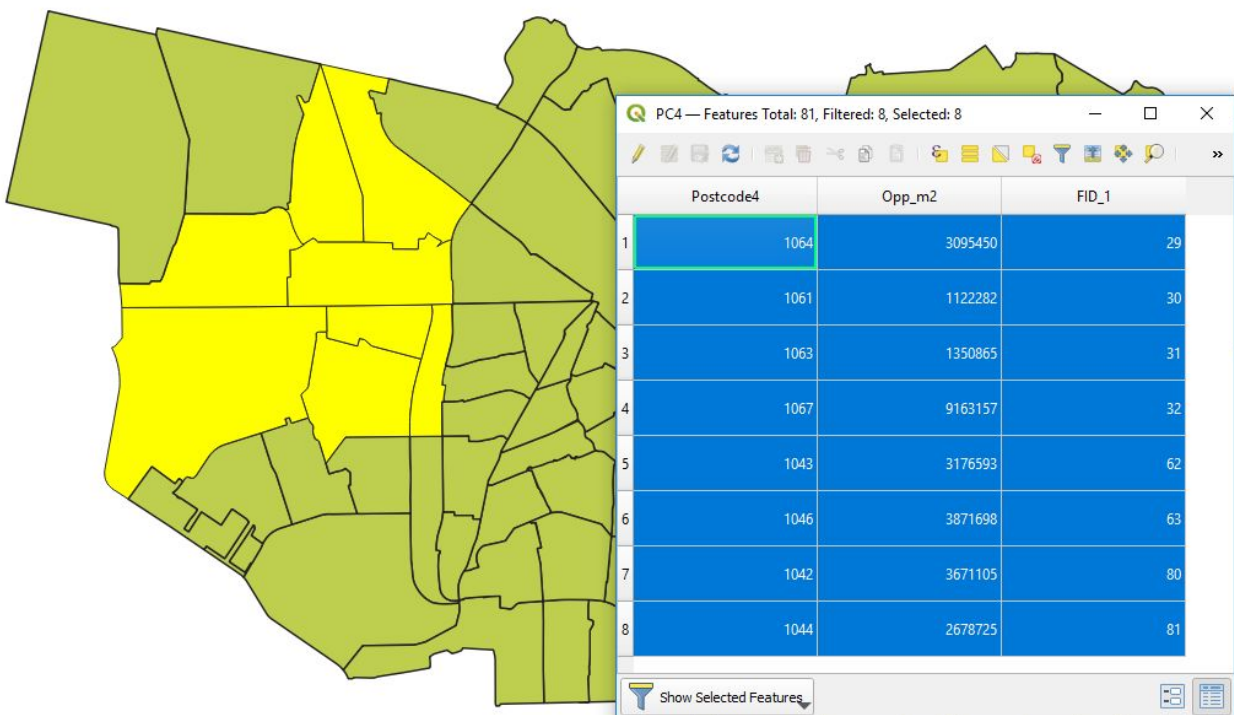 PC4 — Features Total: 81, Filtered: 8, Selected: 8
Postcode4 Opp_m2 FID_1
1 1064 3095450 29
2 1061 1122282 30
3 1063 1350865 31
4 1067 9163157 32
5 1043 3176593 62
6 1046 3871698 63
7 1042 3671105 80
8 1044 2678725 81
Show Selected Features